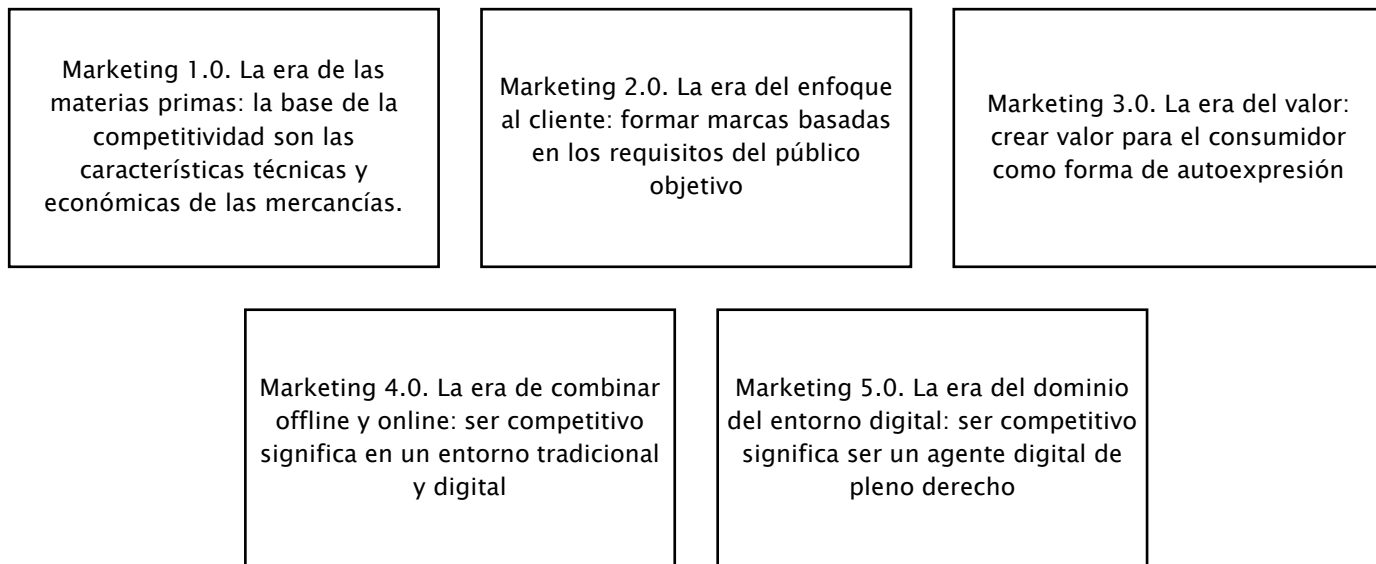 Marketing 1.0. La era de las
materias primas: la base de la
competitividad son las
características técnicas y
económicas de las mercancías.
Marketing 2.0. La era del enfoque
al cliente: formar marcas basadas
en los requisitos del público
objetivo
Marketing 3.0. La era del valor:
crear valor para el consumidor
como forma de autoexpresión
Marketing 4.0. La era de combinar
offline y online: ser competitivo
significa en un entorno tradicional
y digital
Marketing 5.0. La era del dominio
del entorno digital: ser competitivo
significa ser un agente digital de
pleno derecho